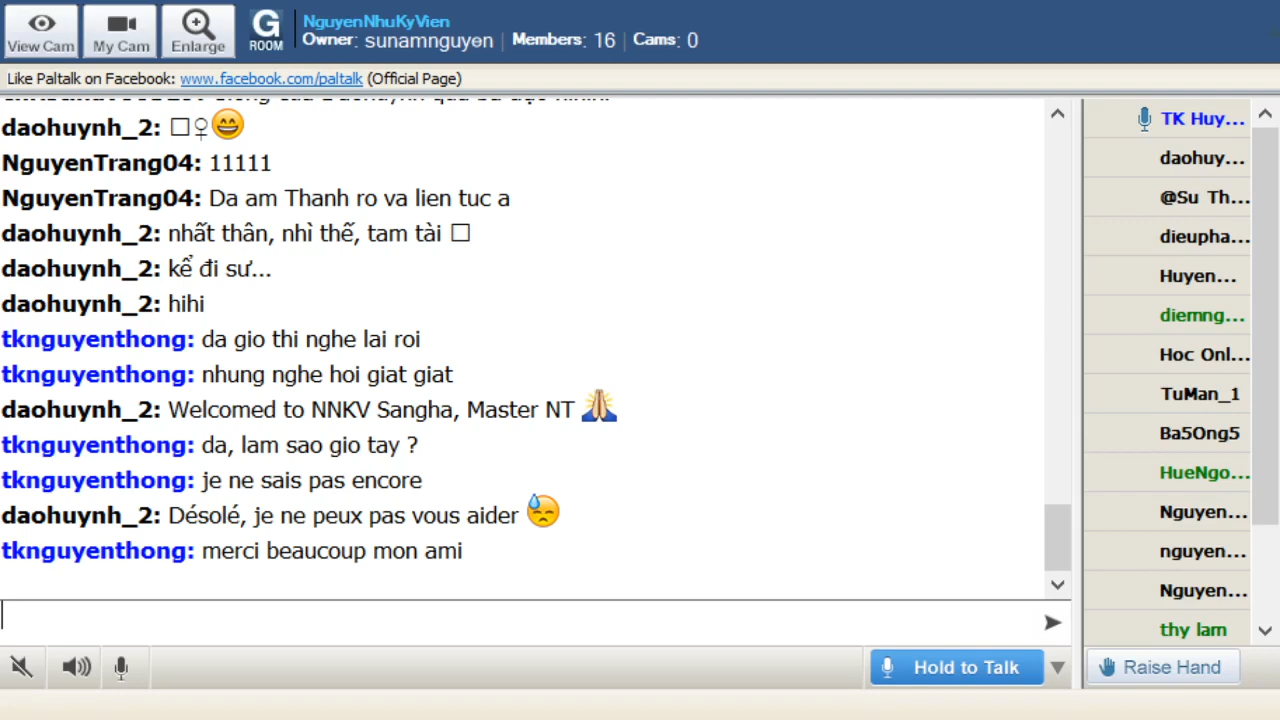 View Cam
My Cam
Enlarge
G
ROOM
NguyenNhuKyVien
Owner: sunamnguyen | Members: 16 | Cams: 0
Like Paltalk on Facebook: www.facebook.com/paltalk (Official Page)
daohuynh_2: □♀😄
NguyenTrang04: 11111
NguyenTrang04: Da am Thanh ro va lien tuc a
daohuynh_2: nhất thân, nhì thế, tam tài □
daohuynh_2: kể đi sư...
daohuynh_2: hihi
tknguyenthong: da gio thi nghe lai roi
tknguyenthong: nhung nghe hoi giat giat
daohuynh_2: Welcomed to NNKV Sangha, Master NT 🙏
tknguyenthong: da, lam sao gio tay ?
tknguyenthong: je ne sais pas encore
daohuynh_2: Désolé, je ne peux pas vous aider 😓
tknguyenthong: merci beaucoup mon ami
Hold to Talk
TK Huy...
daohuy...
@Su Th...
dieupha...
Huyen...
diemng...
Hoc Onl...
TuMan_1
Ba5Ong5
HueNgo...
Nguyen...
nguyen...
Nguyen...
thy lam
Raise Hand